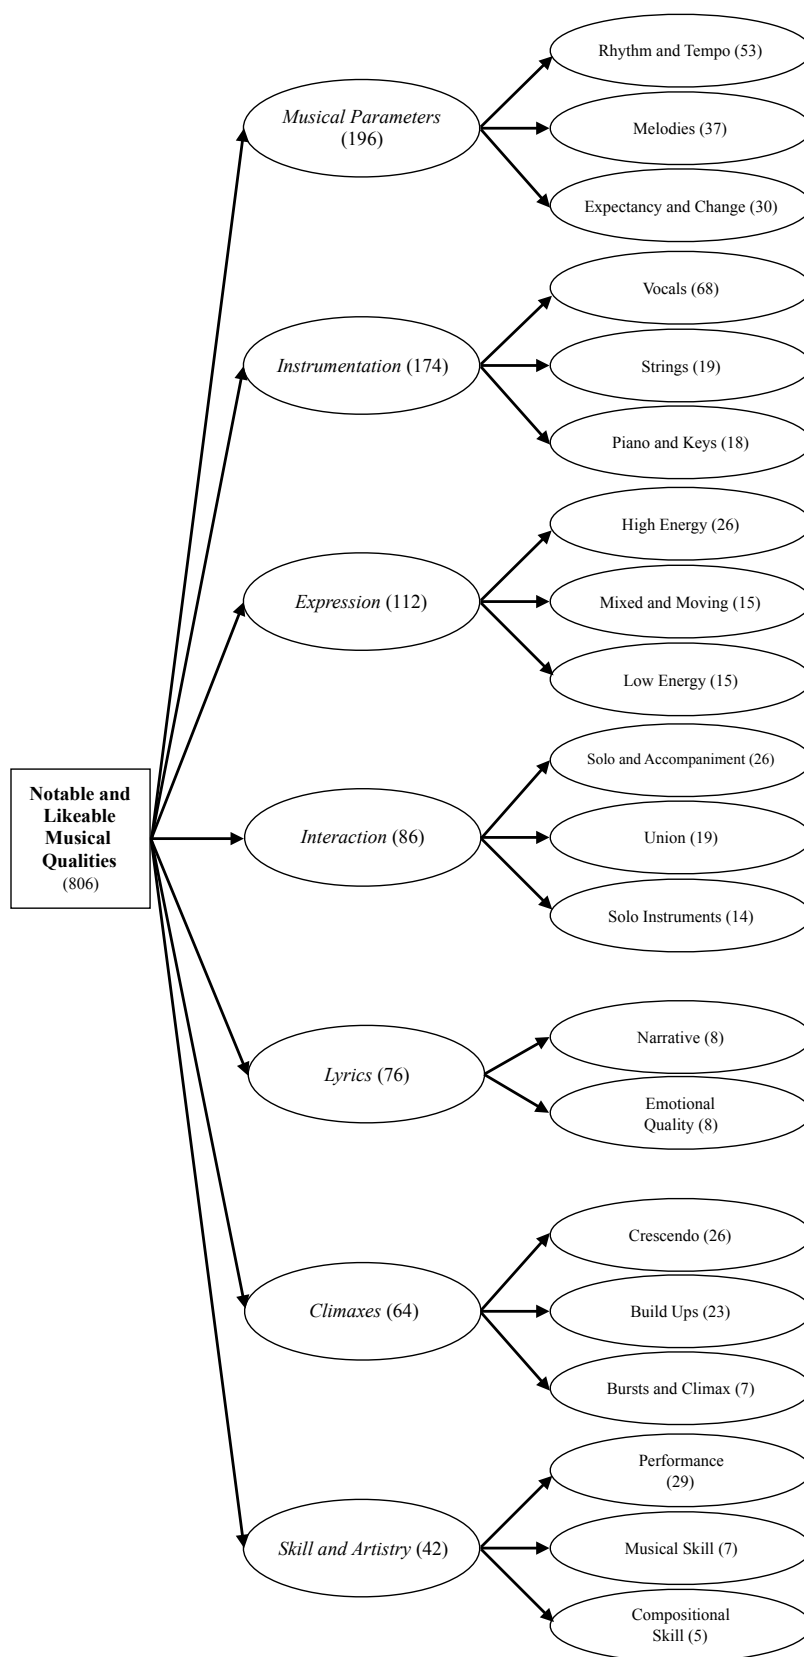 Rhythm and Tempo (53)
Musical Parameters
(196)
Melodies (37)
Expectancy and Change (30)
Vocals (68)
Instrumentation (174)
Strings (19)
Piano and Keys (18)
High Energy (26)
Expression (112)
Mixed and Moving (15)
Low Energy (15)
Notable and
Likeable
Musical
Qualities
(806)
Solo and Accompaniment (26)
Interaction (86)
Union (19)
Solo Instruments (14)
Narrative (8)
Lyrics (76)
Emotional
Quality (8)
Crescendo (26)
Climaxes (64)
Build Ups (23)
Bursts and Climax (7)
Performance
(29)
Skill and Artistry (42)
Musical Skill (7)
Compositional
Skill (5)